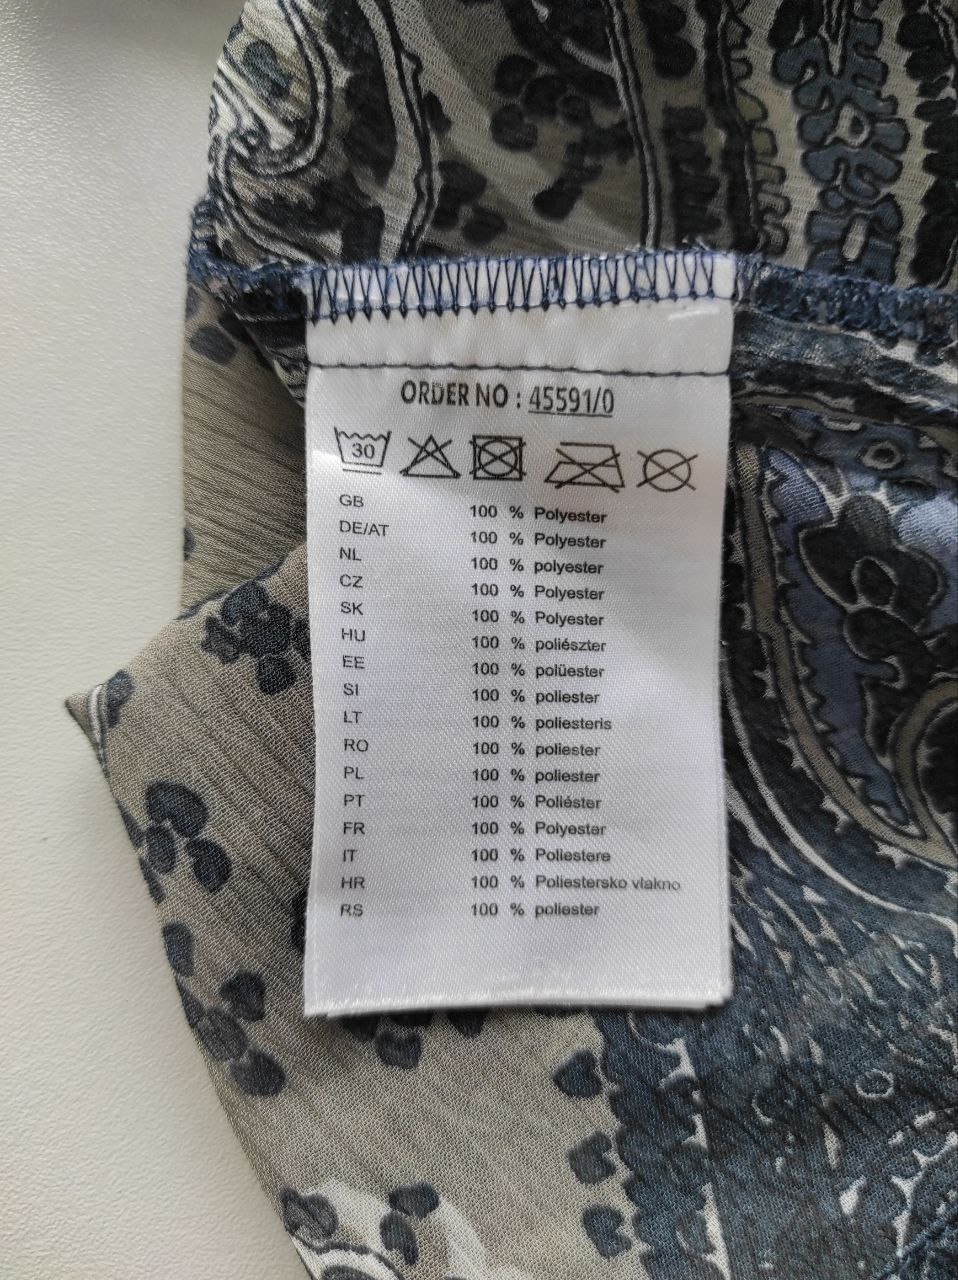 ORDER NO : 45591/0
30
GB 100 % Polyester
DE/AT 100 % Polyester
NL 100 % polyester
CZ 100 % Polyester
SK 100 % Polyester
HU 100 % poliészter
EE 100 % polüester
SI 100 % poliester
LT 100 % poliesteris
RO 100 % poliester
PL 100 % poliester
PT 100 % Poliéster
FR 100 % Polyester
IT 100 % Poliestere
HR 100 % Poliestersko vlakno
RS 100 % poliester